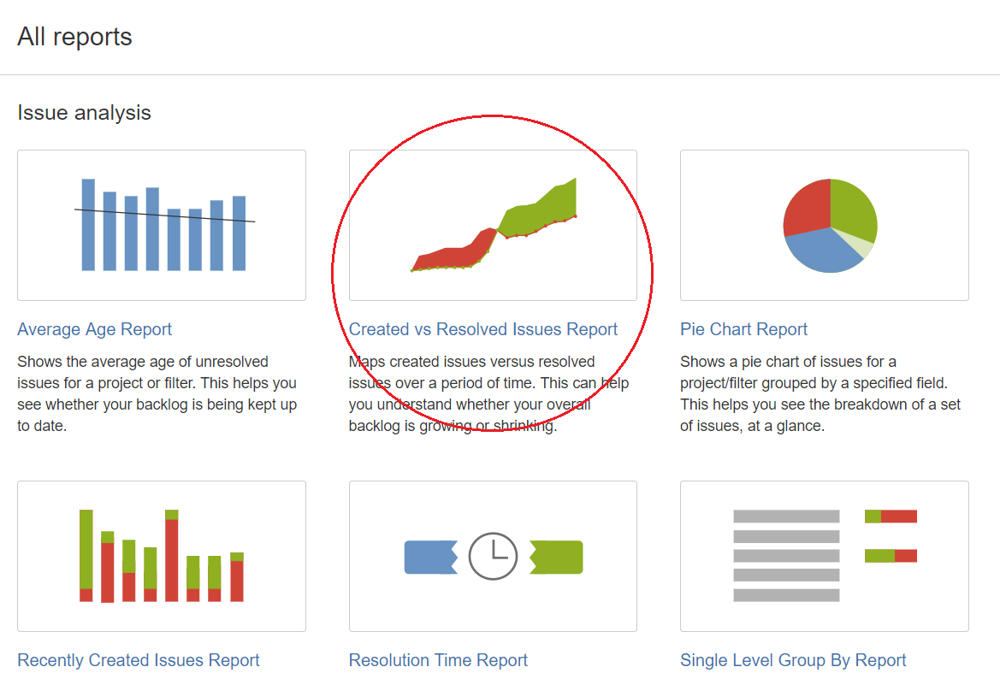 All reports
Issue analysis
Average Age Report
Shows the average age of unresolved
issues for a project or filter. This helps you
see whether your backlog is being kept up
to date.
Created vs Resolved Issues Report
Maps created issues versus resolved
issues over a period of time. This can help
you understand whether your overall
backlog is growing or shrinking.
Pie Chart Report
Shows a pie chart of issues for a
project/filter grouped by a specified field.
This helps you see the breakdown of a set
of issues, at a glance.
Recently Created Issues Report
Resolution Time Report
Single Level Group By Report